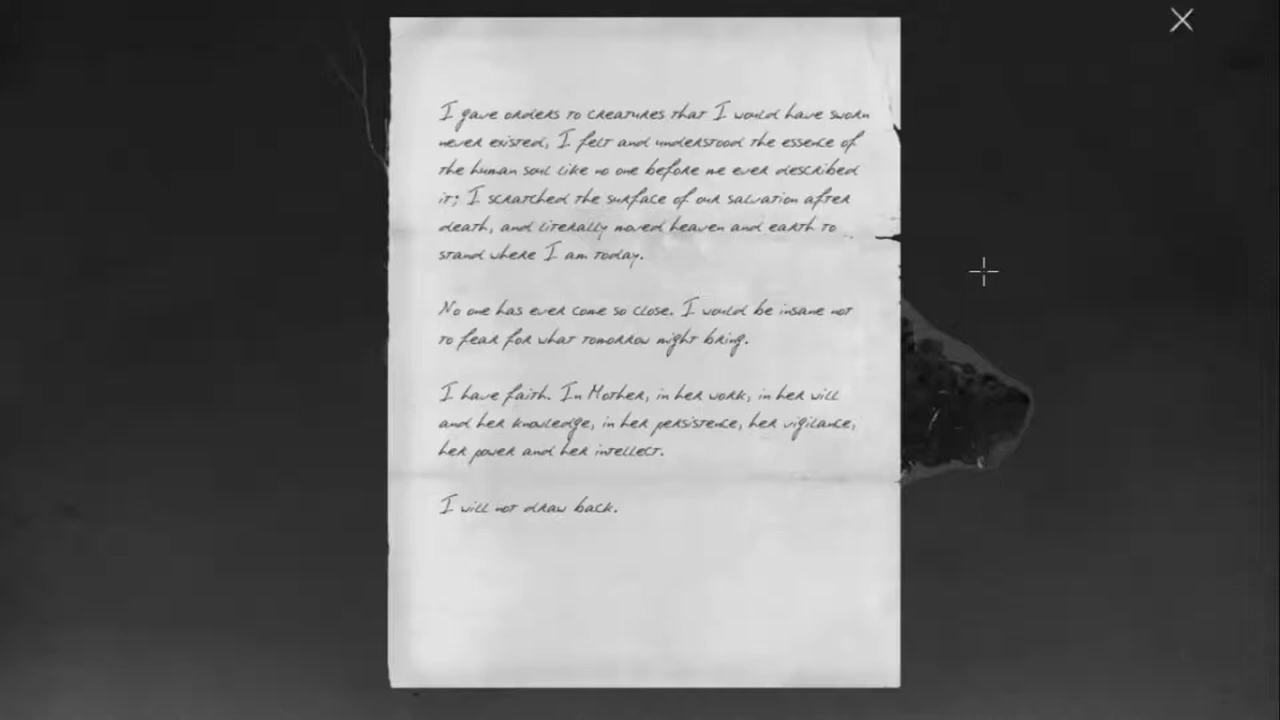 I gave orders to creatures that I would have sworn
never existed, I felt and understood the essence of
the human soul like no one before me ever described
it; I scratched the surface of our salvation after
death, and literally moved heaven and earth to
stand where I am today.
No one has ever come so close. I would be insane not
to fear for what tomorrow might bring.
I have faith. In Mother, in her work, in her will
and her knowledge, in her persistence, her vigilance,
her power and her intellect.
I will not draw back.